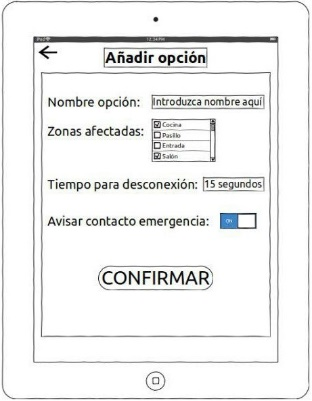 iPad
12:34 PM
Añadir opción
Nombre opción: Introduzca nombre aquí
Zonas afectadas:
Cocina
Pasillo
Entrada
Salón
Tiempo para desconexión: 15 segundos
Avisar contacto emergencia: ON
CONFIRMAR